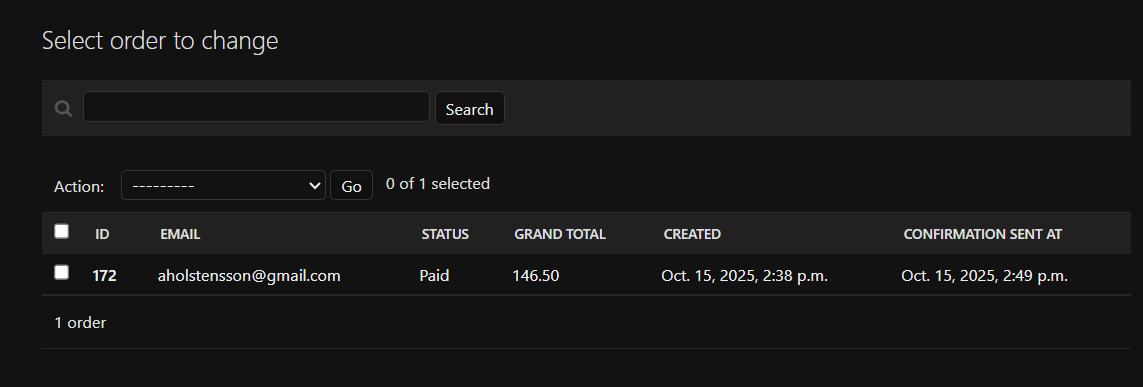 Select order to change
Search
Action: --------- Go 0 of 1 selected
ID EMAIL STATUS GRAND TOTAL CREATED CONFIRMATION SENT AT
172 aholstensson@gmail.com Paid 146.50 Oct. 15, 2025, 2:38 p.m. Oct. 15, 2025, 2:49 p.m.
1 order